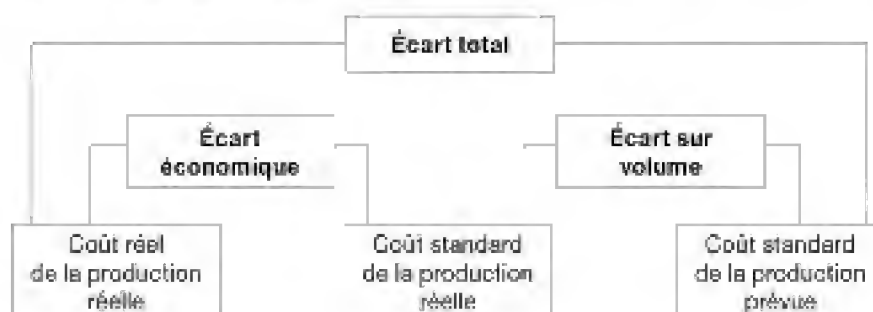 Écart total
Écart
économique
Écart sur
volume
Coût réel
de la production
réelle
Coût standard
de la production
réelle
Coût standard
de la production
prévue